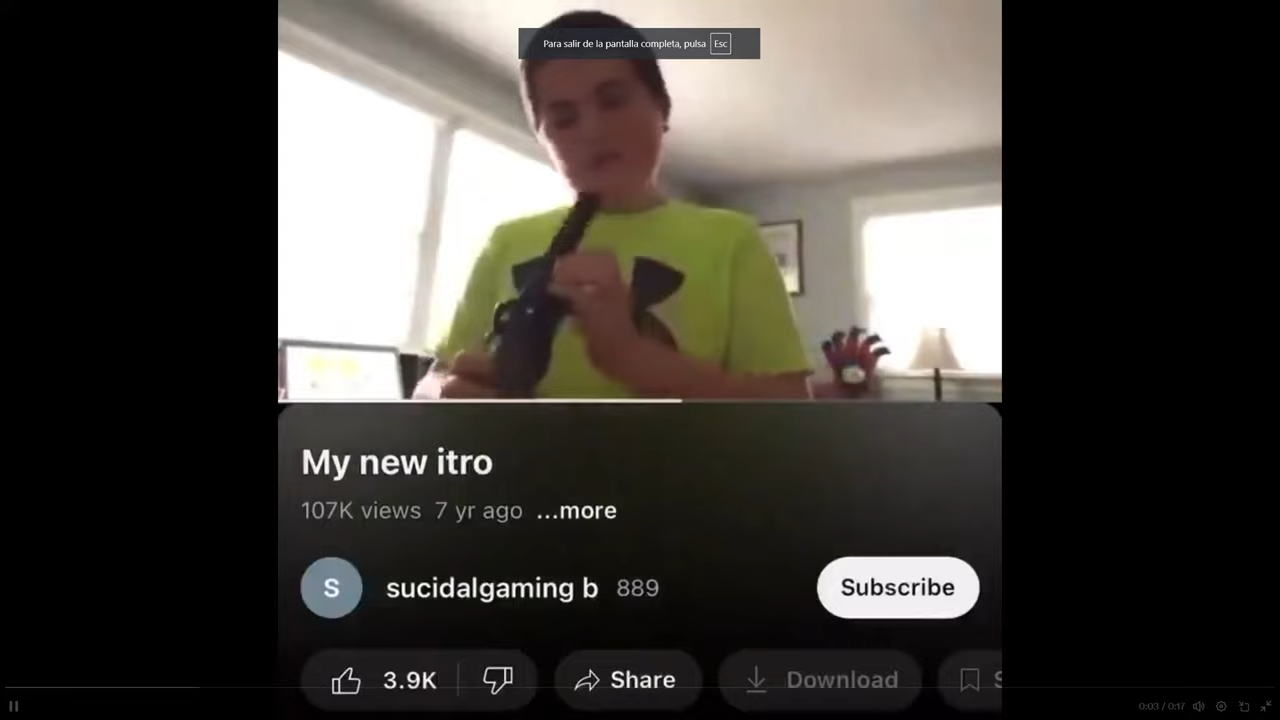 Para salir de la pantalla completa, pulsa Esc
My new itro
107K views 7 yr ago ...more
S sucidalgaming b 889 Subscribe
3.9K Share Download S
0:03 / 0:17